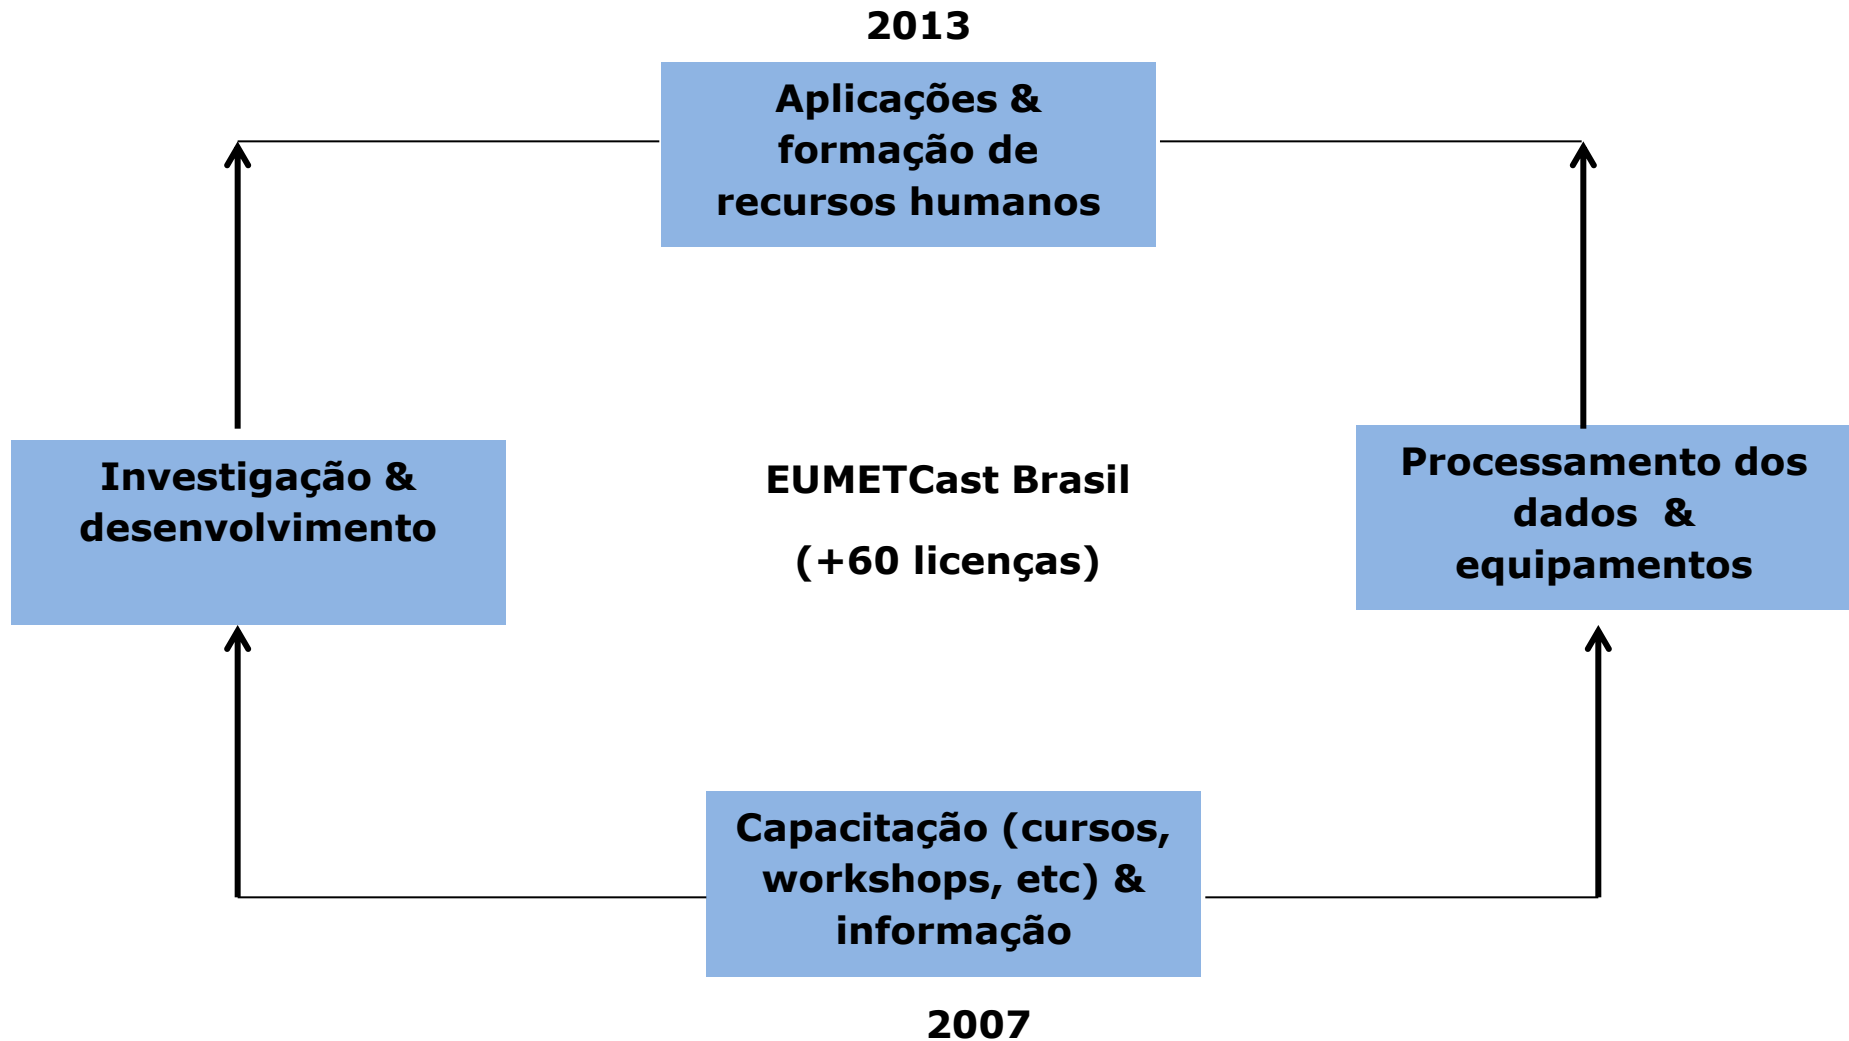 2013
Aplicações &
formação de
recursos humanos
Investigação &
desenvolvimento
EUMETCast Brasil
(+60 licenças)
Processamento dos
dados  &
equipamentos
Capacitação (cursos,
workshops, etc) &
informação
2007